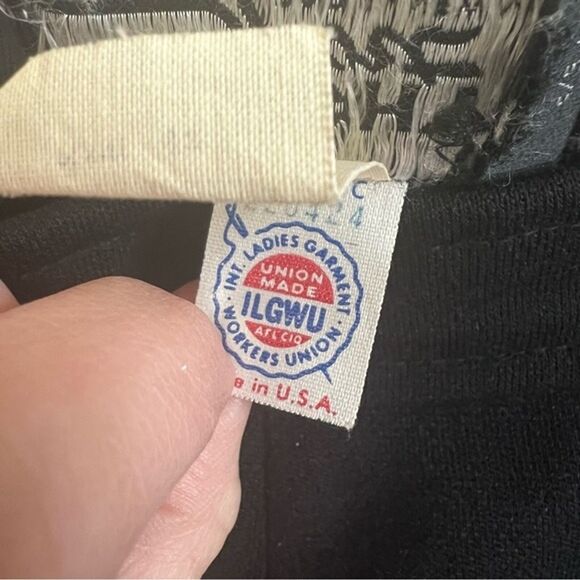 C
INT. LADIES GARMENT
UNION
MADE
ILGWU
AFL CIO
WORKERS UNION
in U.S.A.